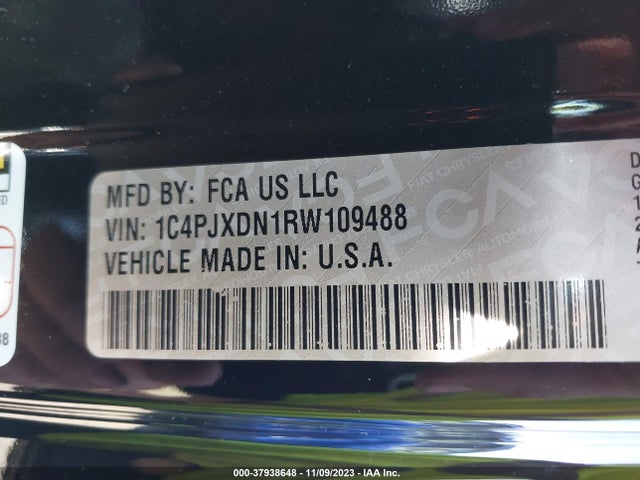 MFD BY: FCA US LLC
VIN: 1C4PJXDN1RW109488
VEHICLE MADE IN: U.S.A.
000-37938648 - 11/09/2023 - IAA Inc.